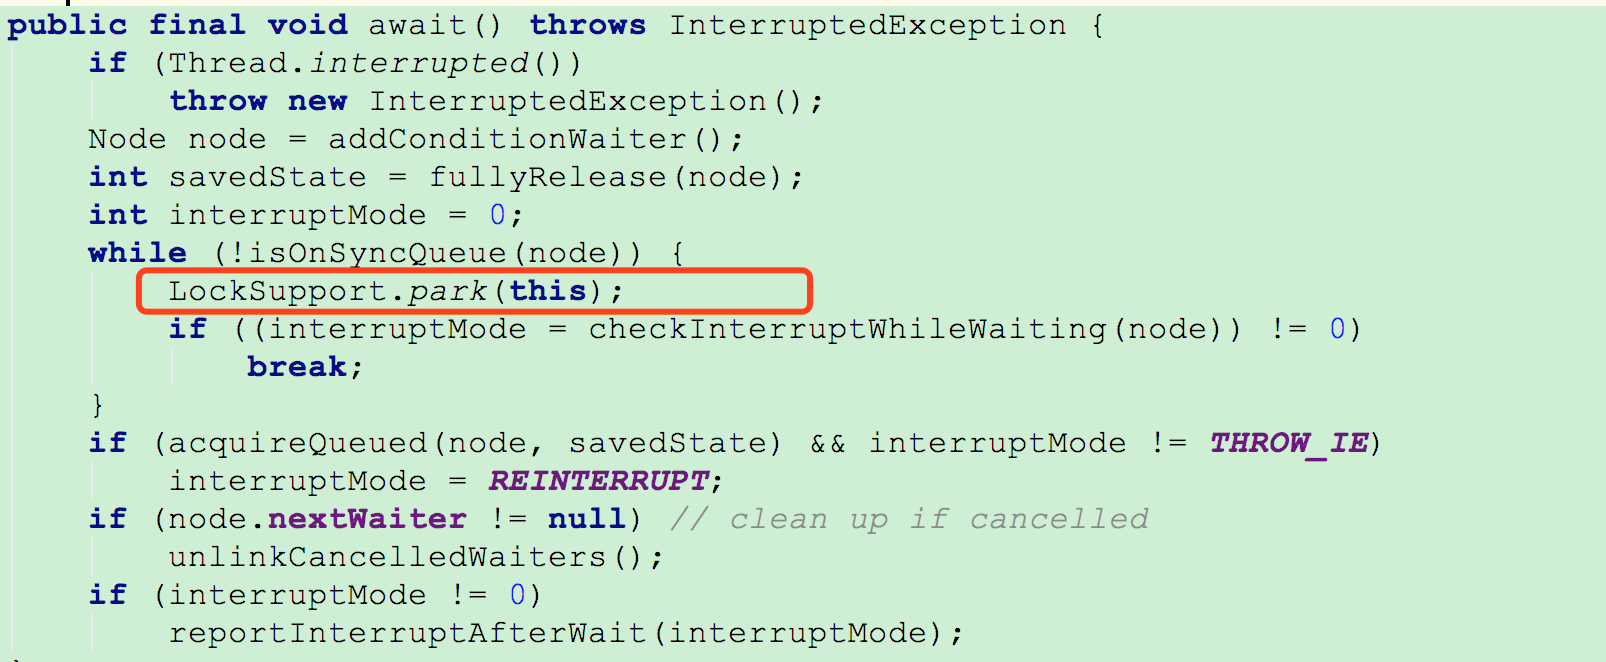 public final void await() throws InterruptedException {
    if (Thread.interrupted())
        throw new InterruptedException();
    Node node = addConditionWaiter();
    int savedState = fullyRelease(node);
    int interruptMode = 0;
    while (!isOnSyncQueue(node)) {
        LockSupport.park(this);
        if ((interruptMode = checkInterruptWhileWaiting(node)) != 0)
            break;
    }
    if (acquireQueued(node, savedState) && interruptMode != THROW_IE)
        interruptMode = REINTERRUPT;
    if (node.nextWaiter != null) // clean up if cancelled
        unlinkCancelledWaiters();
    if (interruptMode != 0)
        reportInterruptAfterWait(interruptMode);